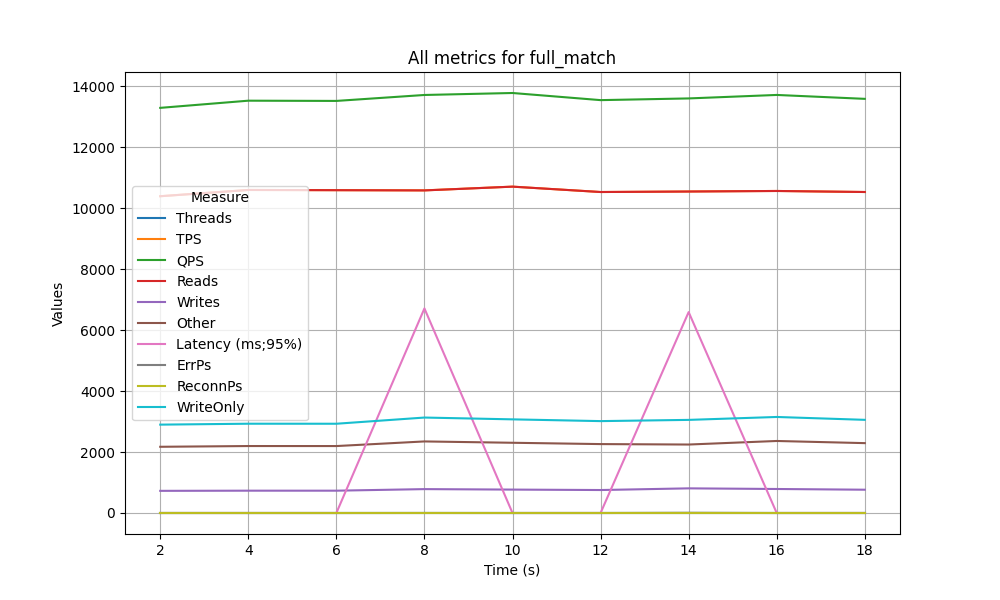 All metrics for full_match
14000
12000
10000
8000
6000
4000
2000
0
Values
Measure
Threads
TPS
QPS
Reads
Writes
Other
Latency (ms;95%)
ErrPs
ReconnPs
WriteOnly
2 4 6 8 10 12 14 16 18
Time (s)